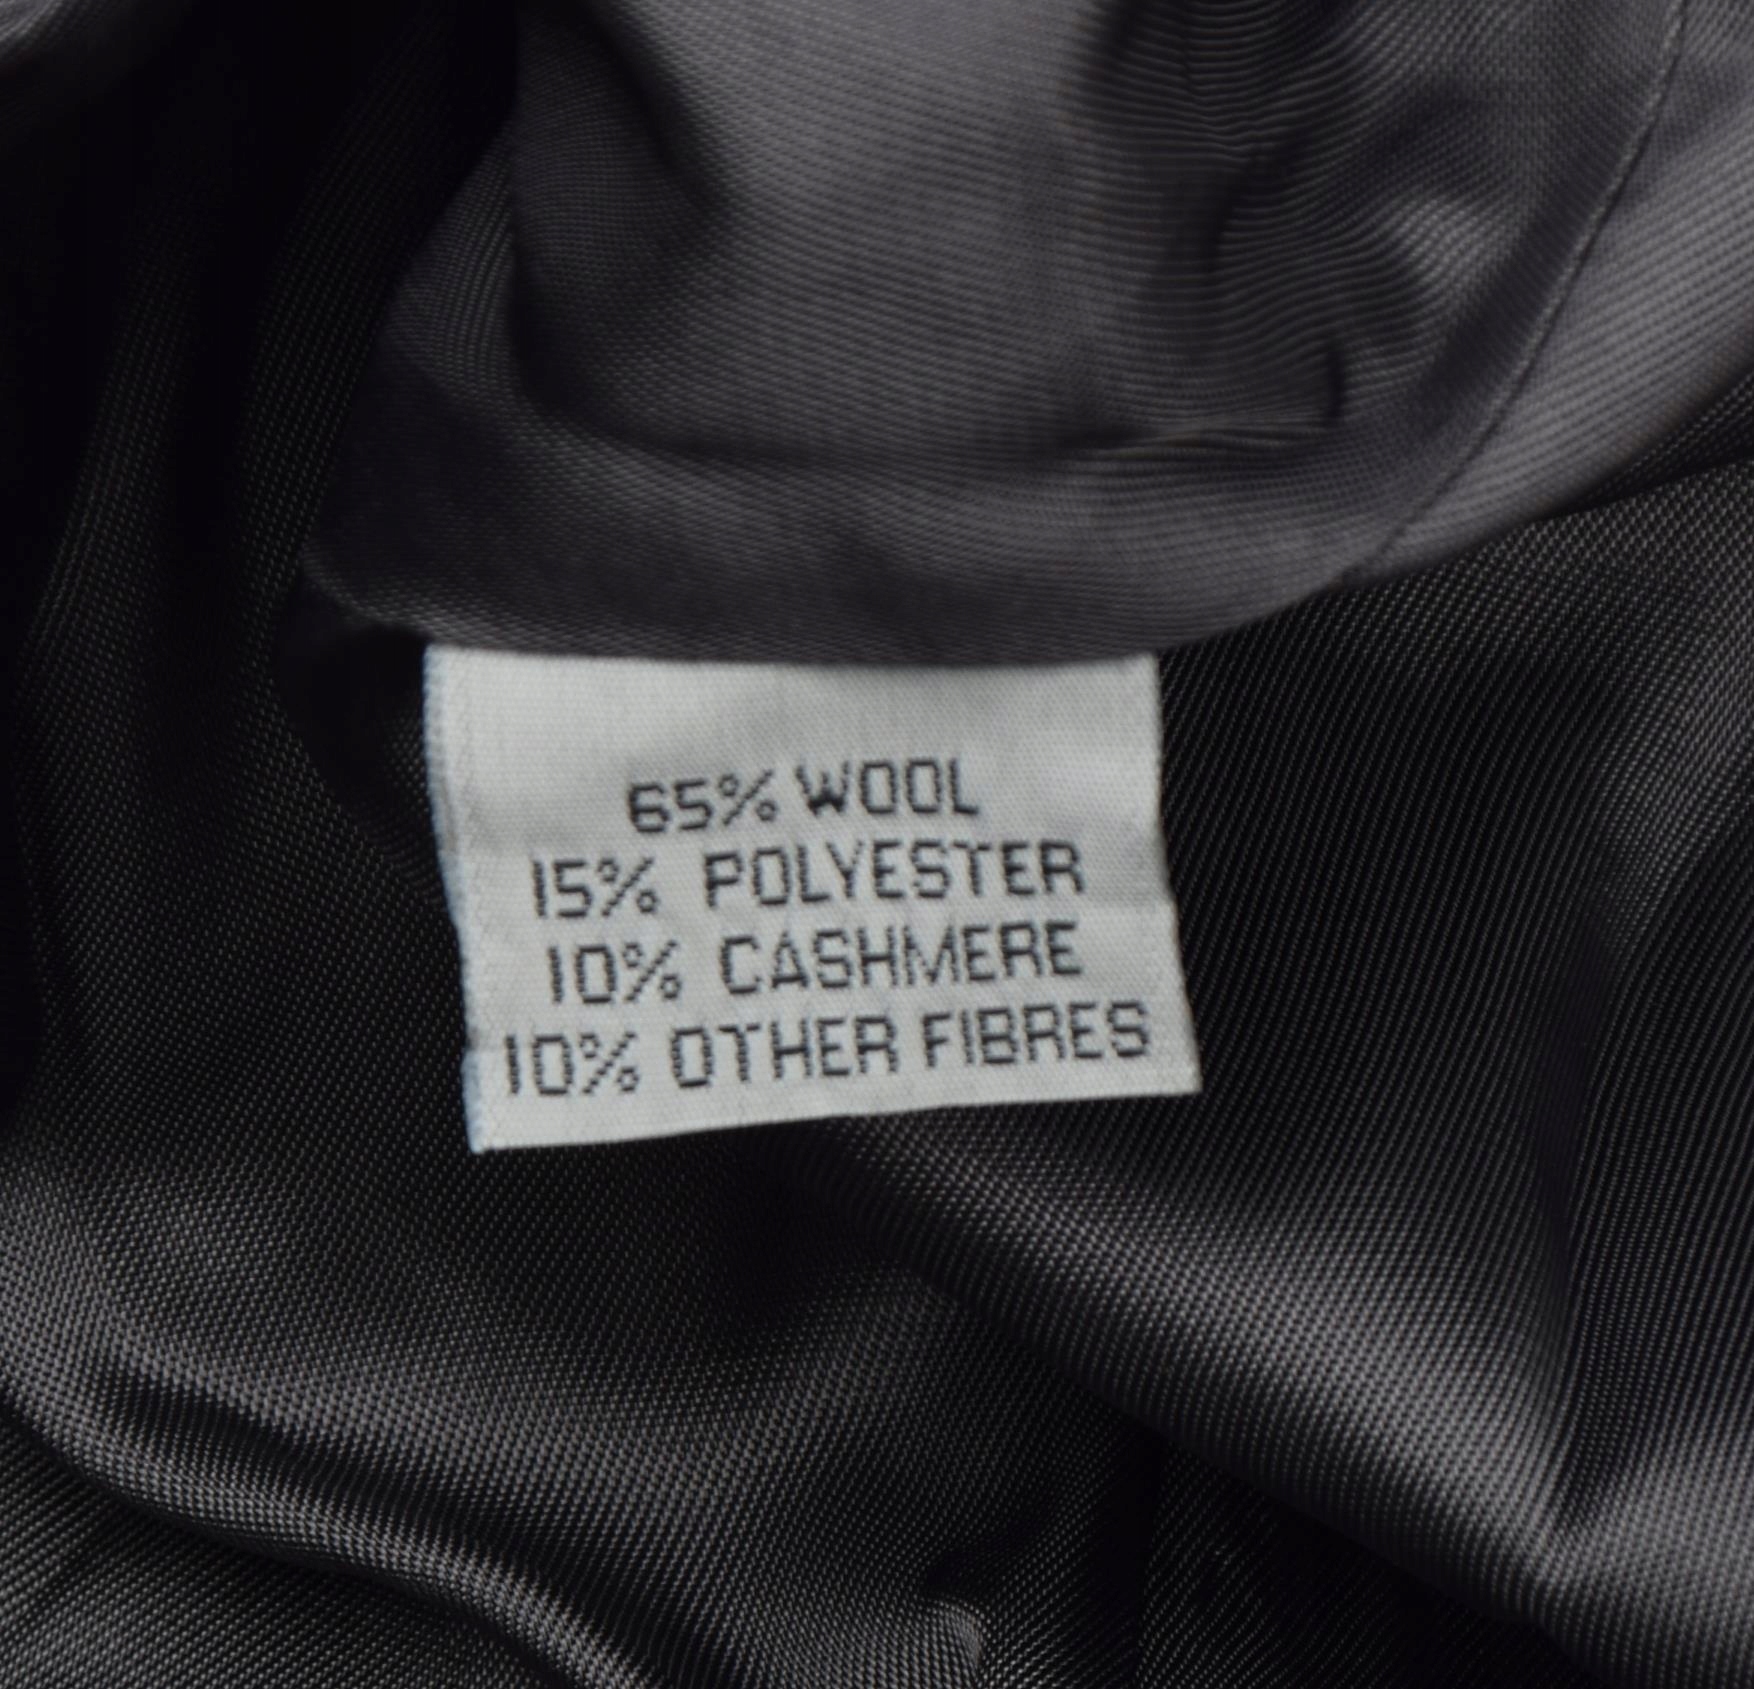 65% WOOL
15% POLYESTER
10% CASHMERE
10% OTHER FIBRES